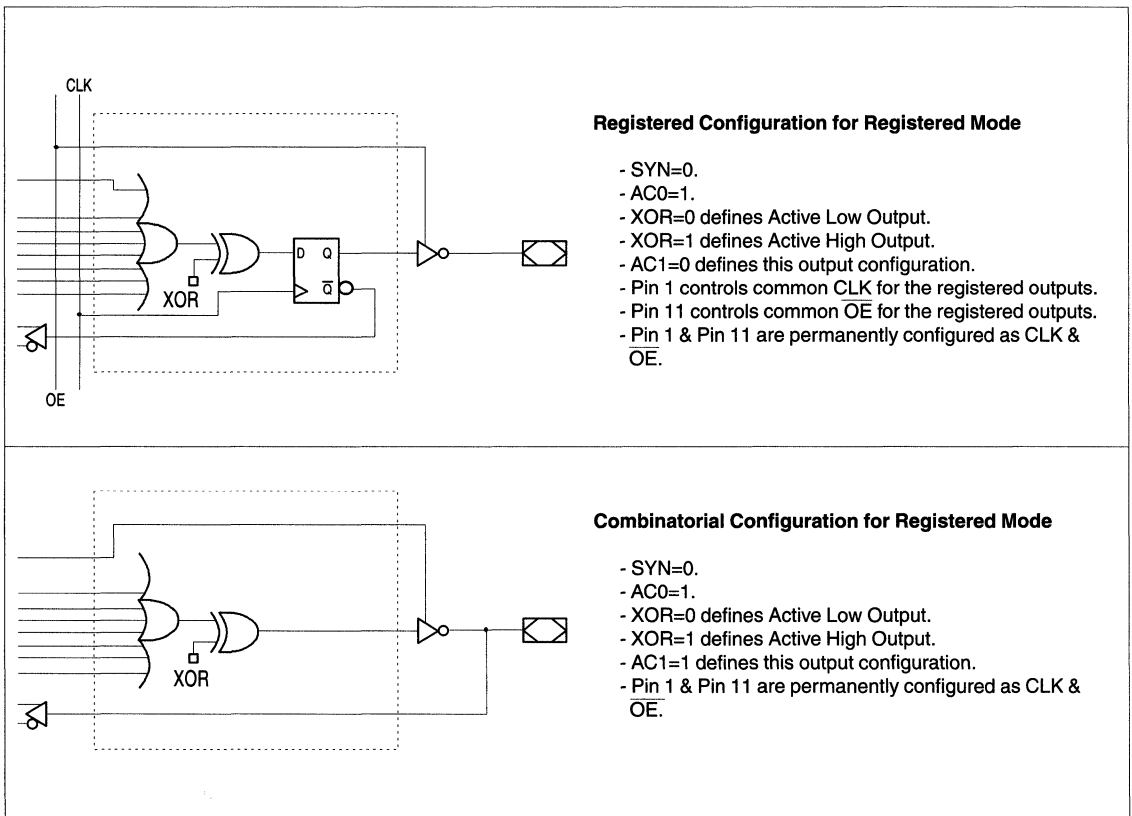 CLK
Registered Configuration for Registered Mode
- SYN=0.
- AC0=1.
- XOR=0 defines Active Low Output.
- XOR=1 defines Active High Output.
- AC1=0 defines this output configuration.
- Pin 1 controls common CLK for the registered outputs.
- Pin 11 controls common O̅E̅ for the registered outputs.
- Pin 1 & Pin 11 are permanently configured as CLK &
O̅E̅.
D Q
XOR
Q̅
OE
Combinatorial Configuration for Registered Mode
- SYN=0.
- AC0=1.
- XOR=0 defines Active Low Output.
- XOR=1 defines Active High Output.
- AC1=1 defines this output configuration.
- Pin 1 & Pin 11 are permanently configured as CLK &
O̅E̅.
XOR